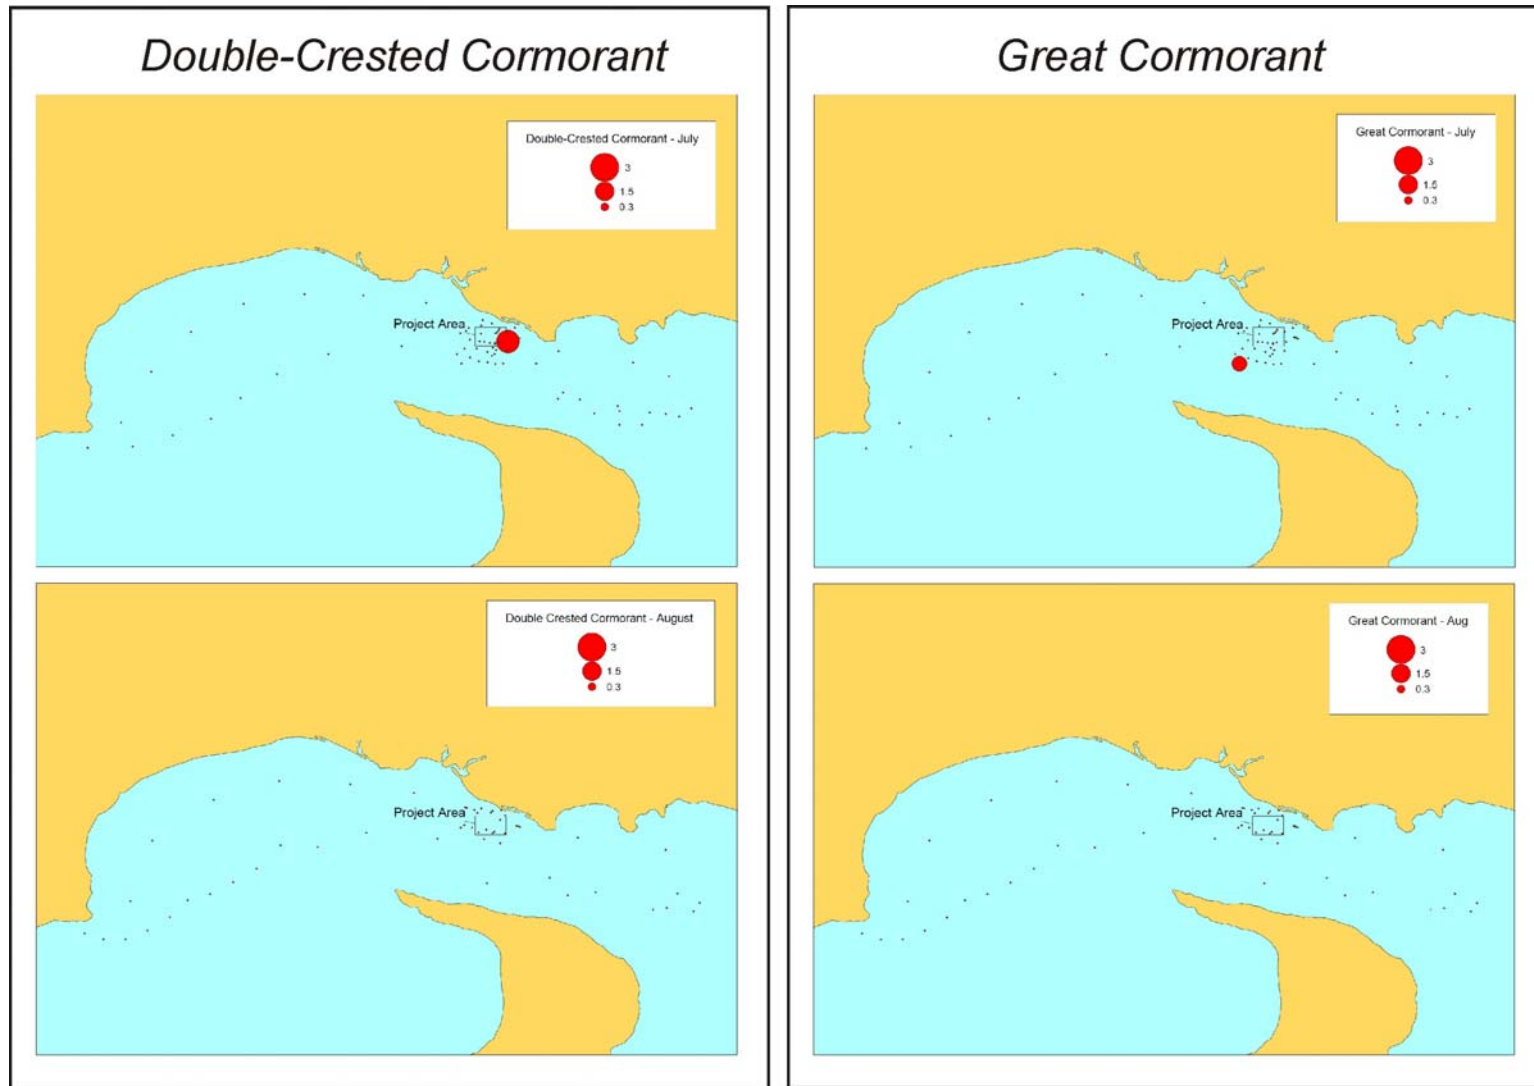 Double-Crested Cormorant
Double-Crested Cormorant - July
3
1.5
0.3
Project Area
Double Crested Cormorant - August
3
1.5
0.3
Project Area
Great Cormorant
Great Cormorant - July
3
1.5
0.3
Project Area
Great Cormorant - Aug
3
1.5
0.3
Project Area